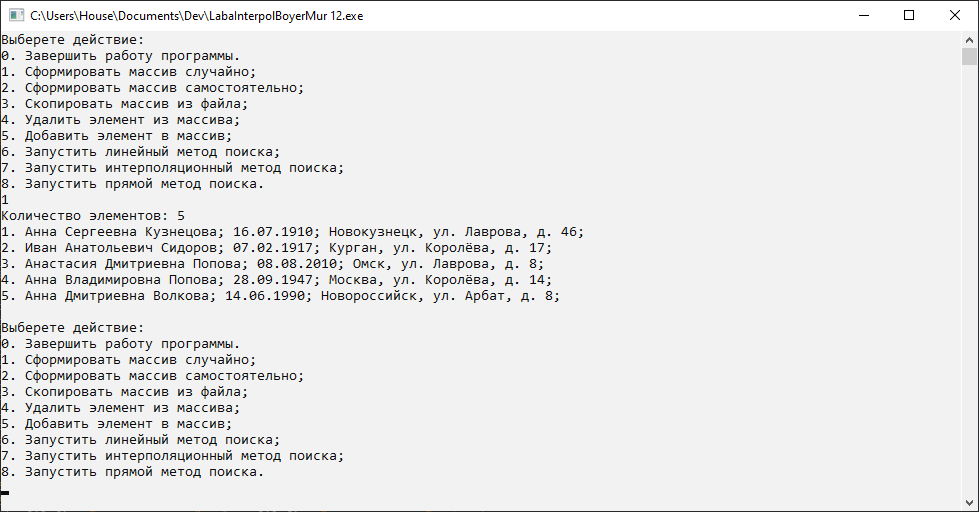 C:\Users\House\Documents\Dev\LabaInterpolBoyerMur 12.exe
Выберете действие:
0. Завершить работу программы.
1. Сформировать массив случайно;
2. Сформировать массив самостоятельно;
3. Скопировать массив из файла;
4. Удалить элемент из массива;
5. Добавить элемент в массив;
6. Запустить линейный метод поиска;
7. Запустить интерполяционный метод поиска;
8. Запустить прямой метод поиска.
1
Количество элементов: 5
1. Анна Сергеевна Кузнецова; 16.07.1910; Новокузнецк, ул. Лаврова, д. 46;
2. Иван Анатольевич Сидоров; 07.02.1917; Курган, ул. Королёва, д. 17;
3. Анастасия Дмитриевна Попова; 08.08.2010; Омск, ул. Лаврова, д. 8;
4. Анна Владимировна Попова; 28.09.1947; Москва, ул. Королёва, д. 14;
5. Анна Дмитриевна Волкова; 14.06.1990; Новороссийск, ул. Арбат, д. 8;
Выберете действие:
0. Завершить работу программы.
1. Сформировать массив случайно;
2. Сформировать массив самостоятельно;
3. Скопировать массив из файла;
4. Удалить элемент из массива;
5. Добавить элемент в массив;
6. Запустить линейный метод поиска;
7. Запустить интерполяционный метод поиска;
8. Запустить прямой метод поиска.